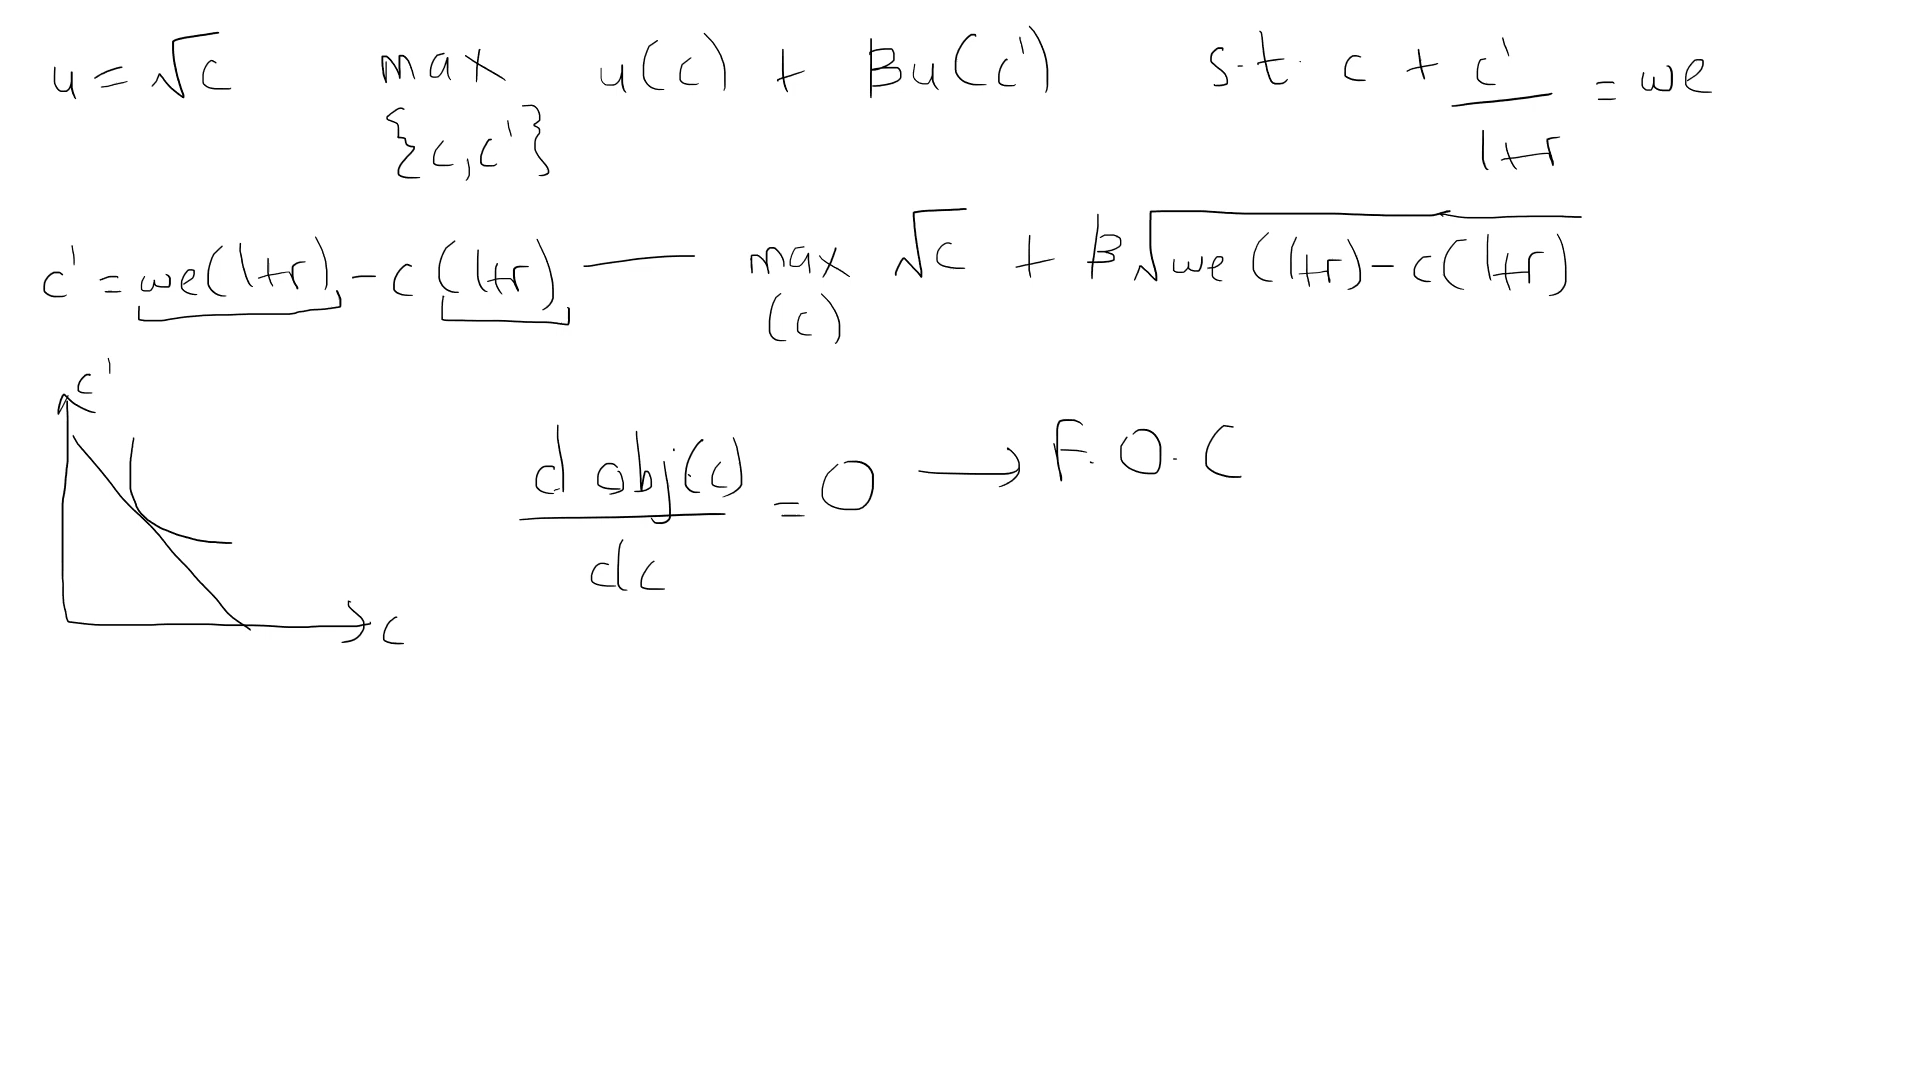 u = √c max u(c) + βu(c') s.t. c + c'/1+r = we
{c,c'}
c' = we(1+r) - c(1+r) — max √c + β√we(1+r)-c(1+r)
(c)
c'
d obj(c)/dc = 0 → F.O.C
c